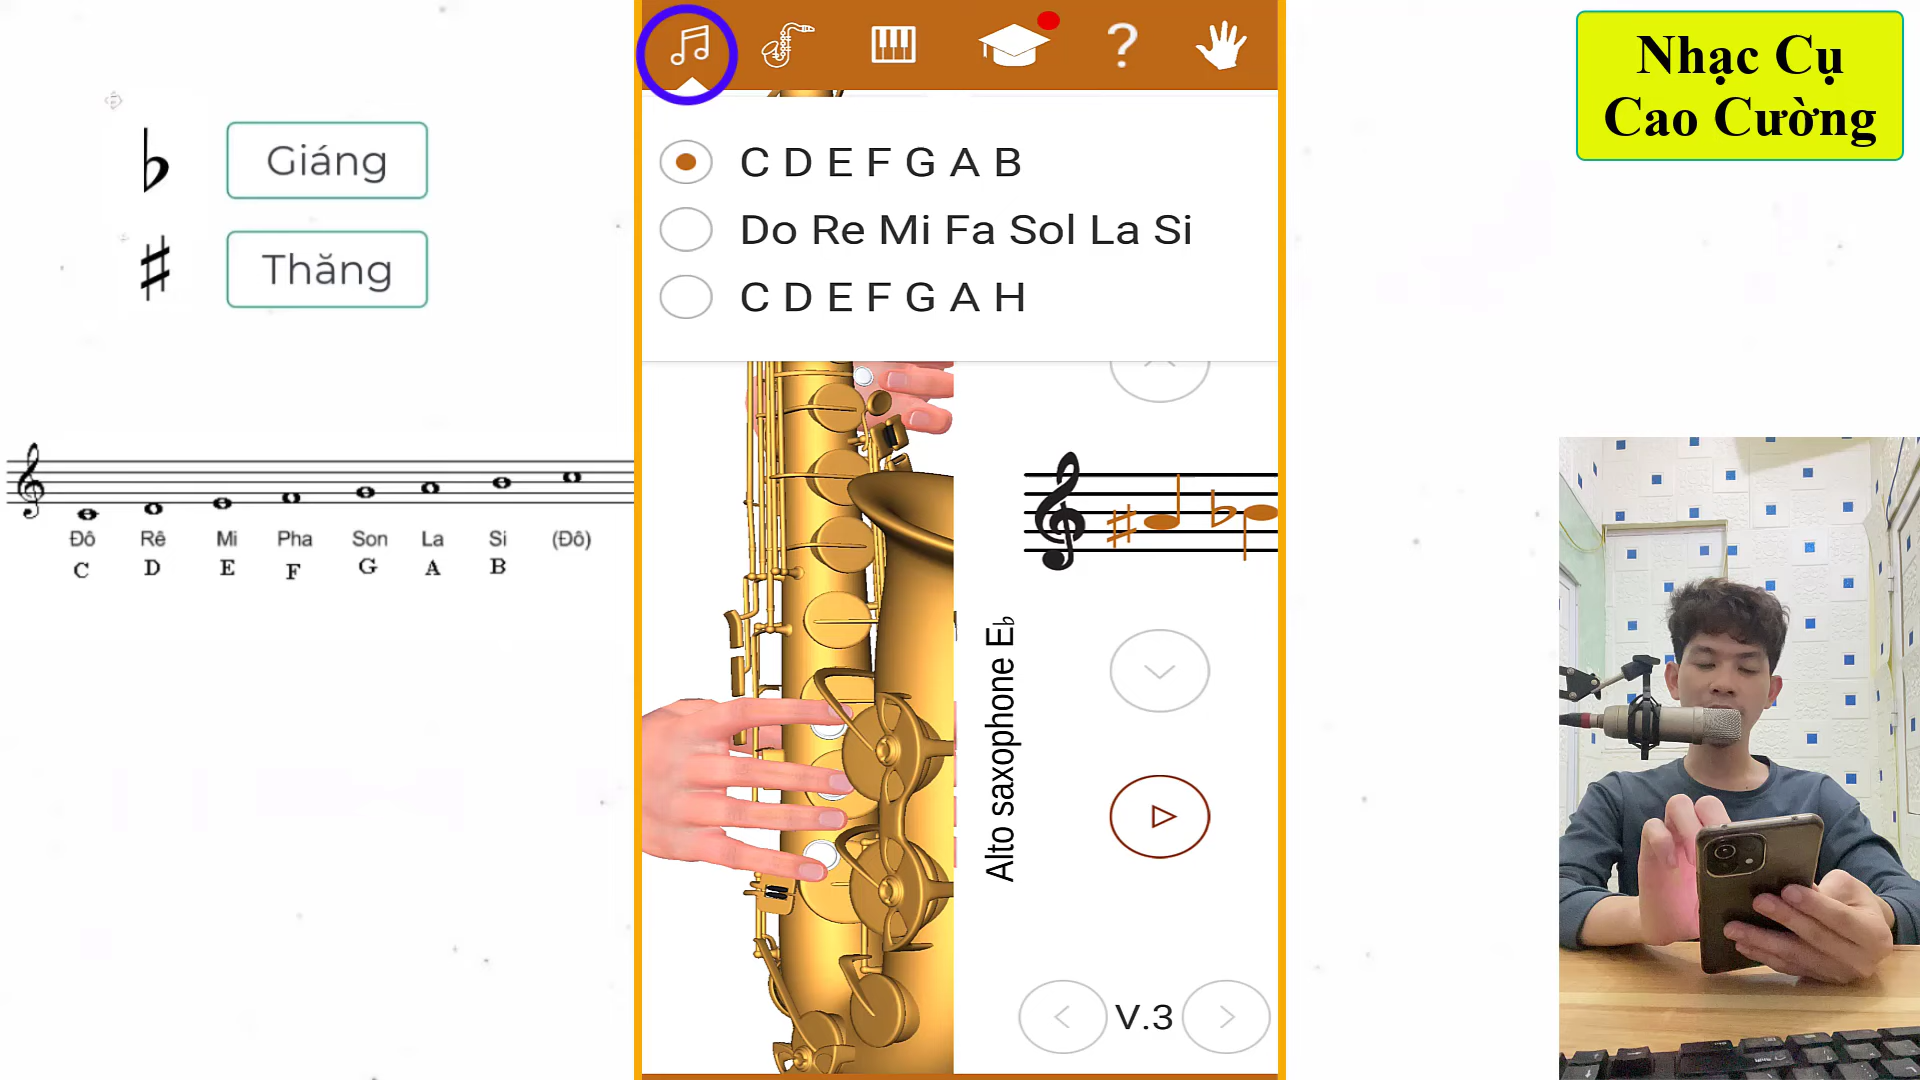 Giáng
Thăng
Đô Rê Mi Pha Son La Si (Đô)
C D E F G A B
C D E F G A B
Do Re Mi Fa Sol La Si
C D E F G A H
Alto saxophone E♭
V.3
Nhạc Cụ
Cao Cường